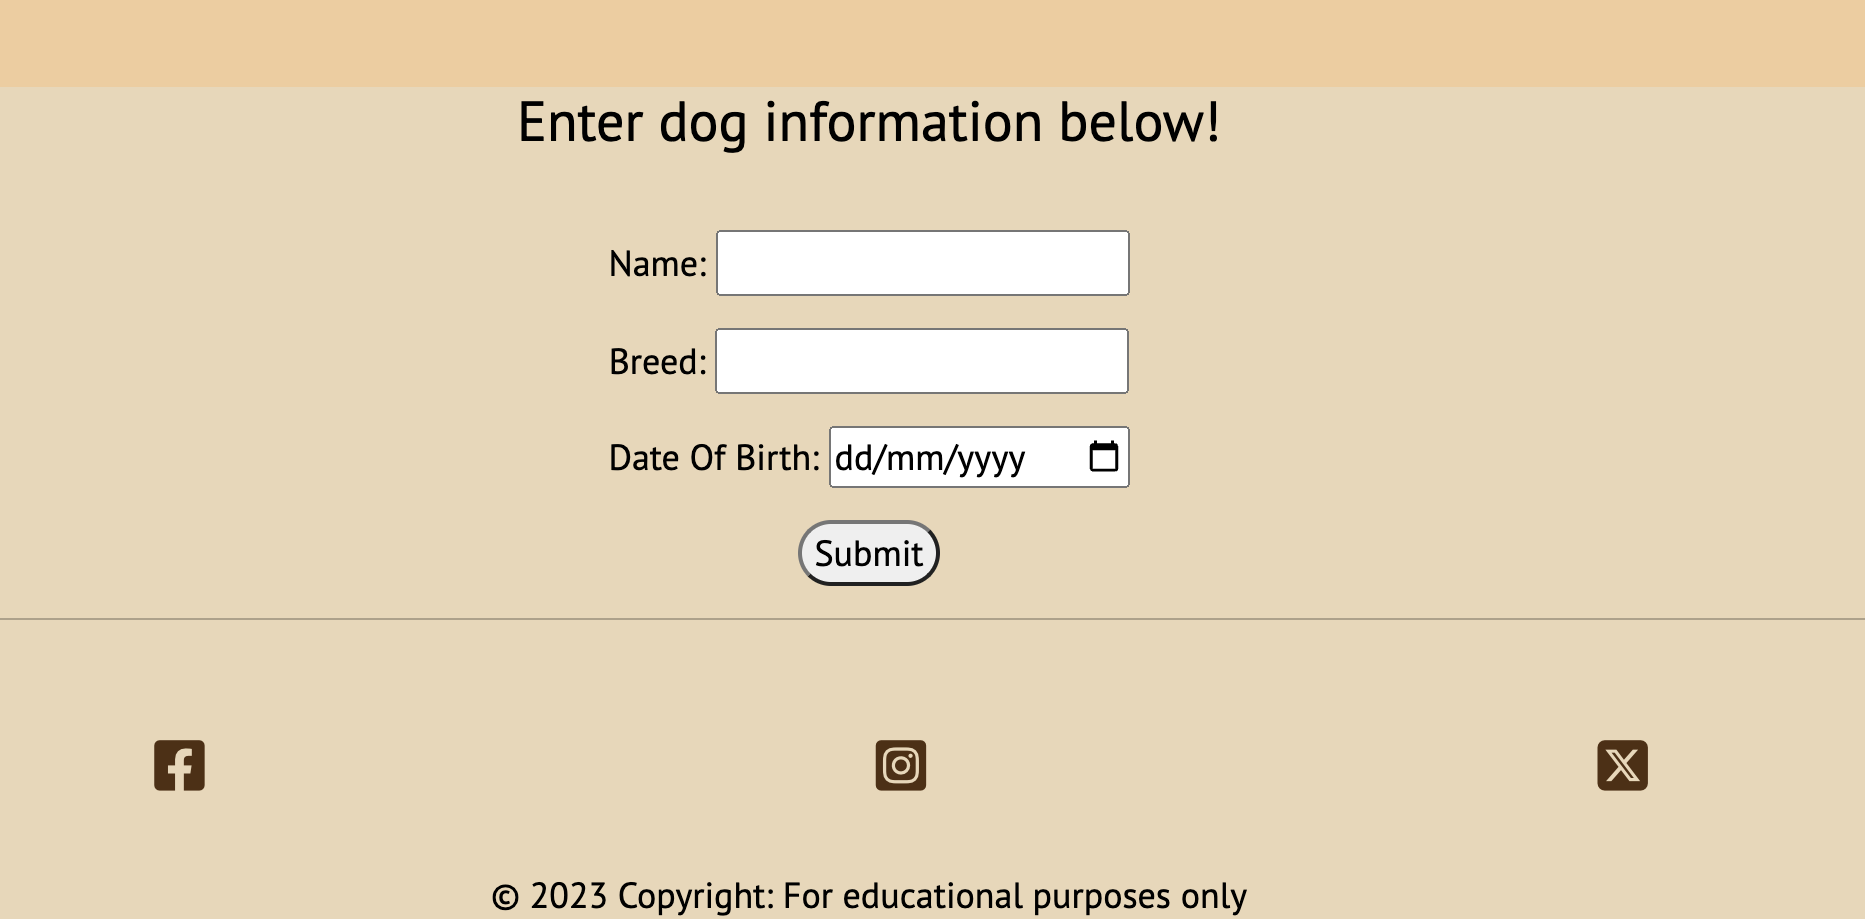 Enter dog information below!
Name:
Breed:
Date Of Birth: dd/mm/yyyy
Submit
© 2023 Copyright: For educational purposes only